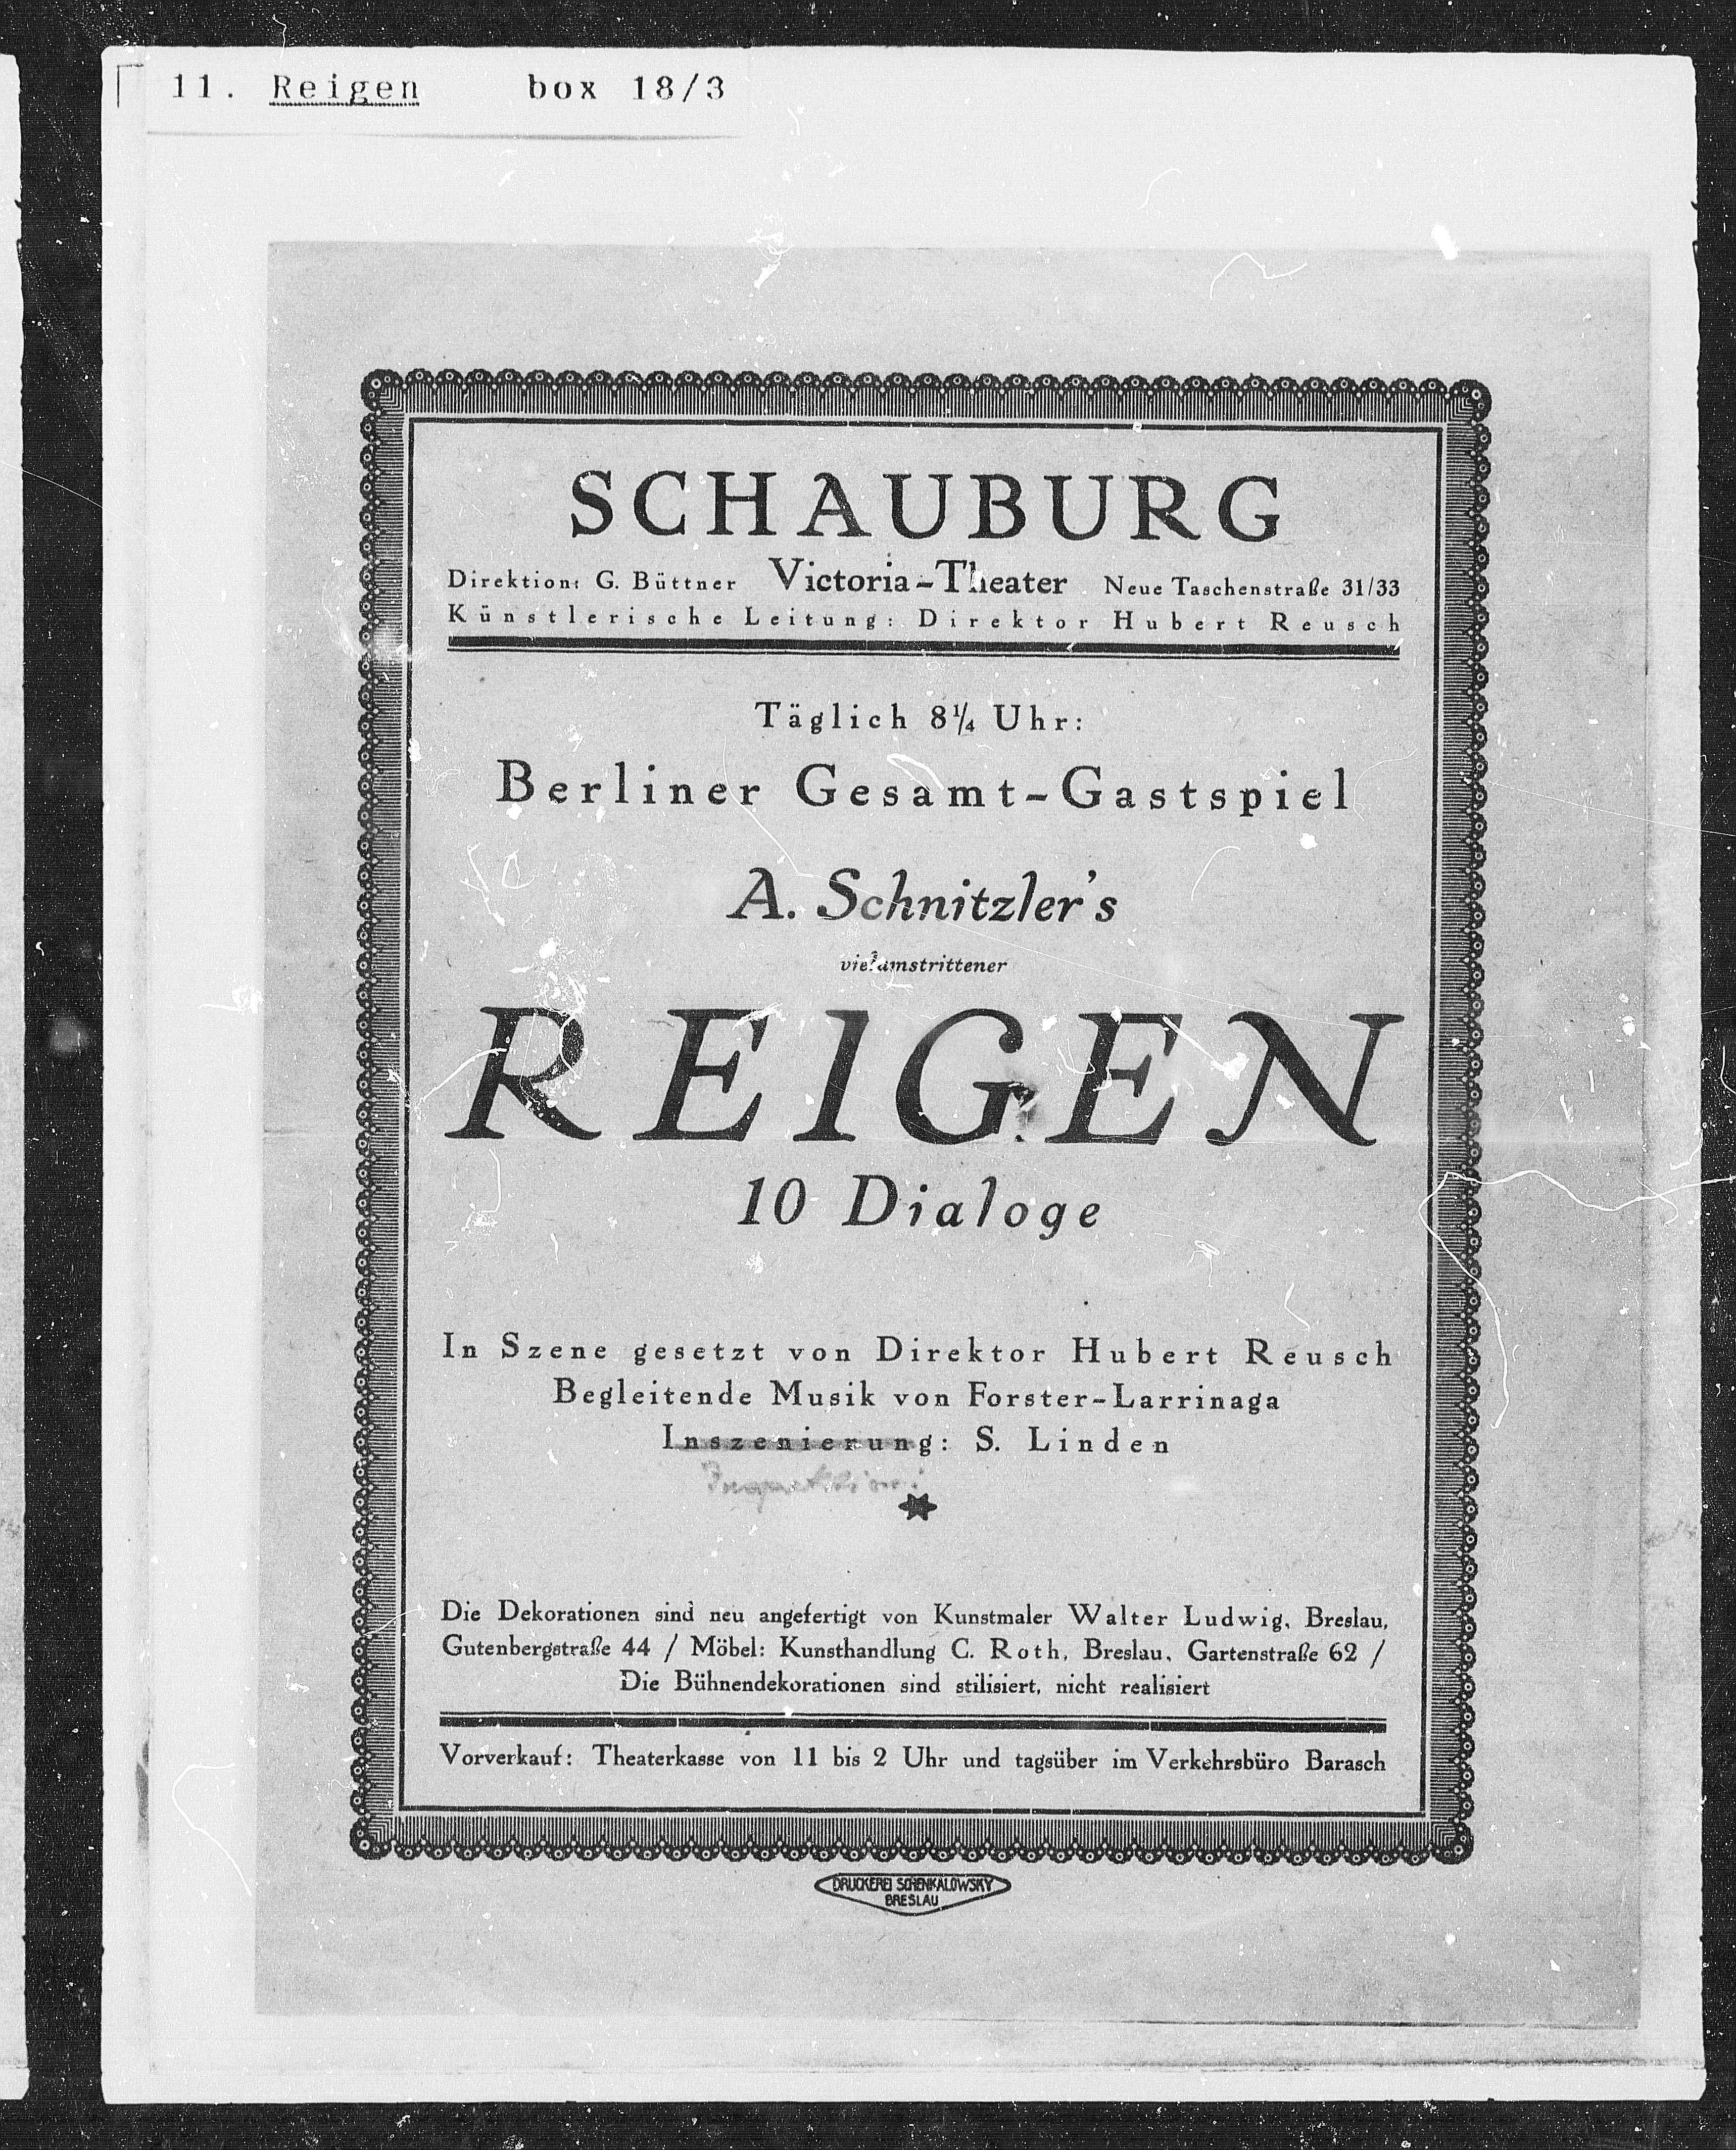 11. Reigen box 18/3
SCHAUBURG
Direktion: G. Büttner Victoria-Theater Neue Taschenstraße 31/33
Künstlerische Leitung: Direktor Hubert Reusch
Täglich 8¼ Uhr:
Berliner Gesamt-Gastspiel
A. Schnitzler's
vielumstrittener
REIGEN
10 Dialoge
In Szene gesetzt von Direktor Hubert Reusch
Begleitende Musik von Forster-Larrinaga
Inszenierung: S. Linden
Inspektion:
Die Dekorationen sind neu angefertigt von Kunstmaler Walter Ludwig, Breslau,
Gutenbergstraße 44 / Möbel: Kunsthandlung C. Roth, Breslau, Gartenstraße 62 /
Die Bühnendekorationen sind stilisiert, nicht realisiert
Vorverkauf: Theaterkasse von 11 bis 2 Uhr und tagsüber im Verkehrsbüro Barasch
DRUCKEREI SCHENKALOWSKY
BRESLAU